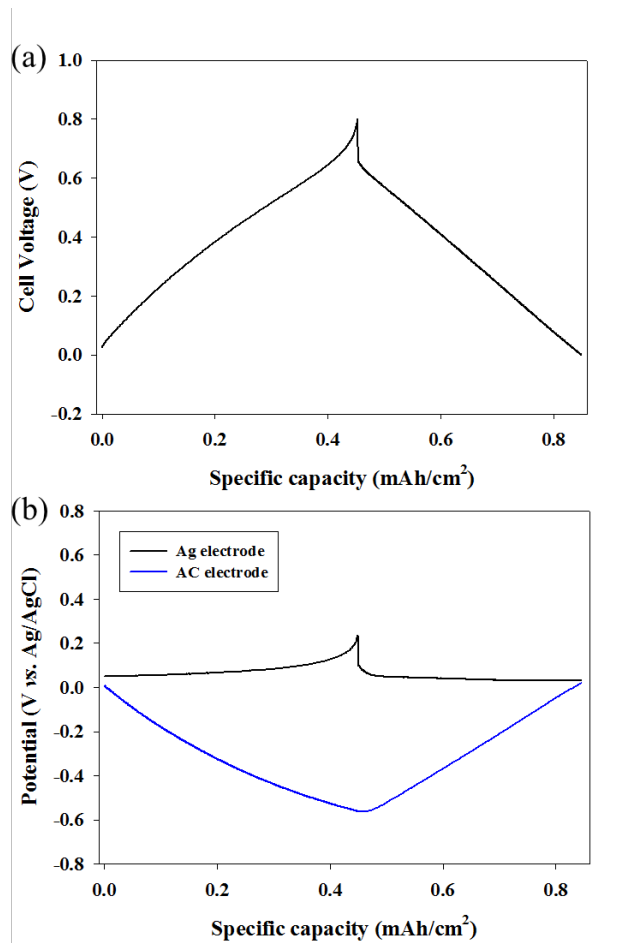 (a)
1.0
0.8
0.6
0.4
0.2
0.0
-0.2
Cell Voltage (V)
0.0 0.2 0.4 0.6 0.8
Specific capacity (mAh/cm²)
(b)
0.8
0.6
0.4
0.2
0.0
-0.2
-0.4
-0.6
-0.8
Potential (V vs. Ag/AgCl)
Ag electrode
AC electrode
0.0 0.2 0.4 0.6 0.8
Specific capacity (mAh/cm²)